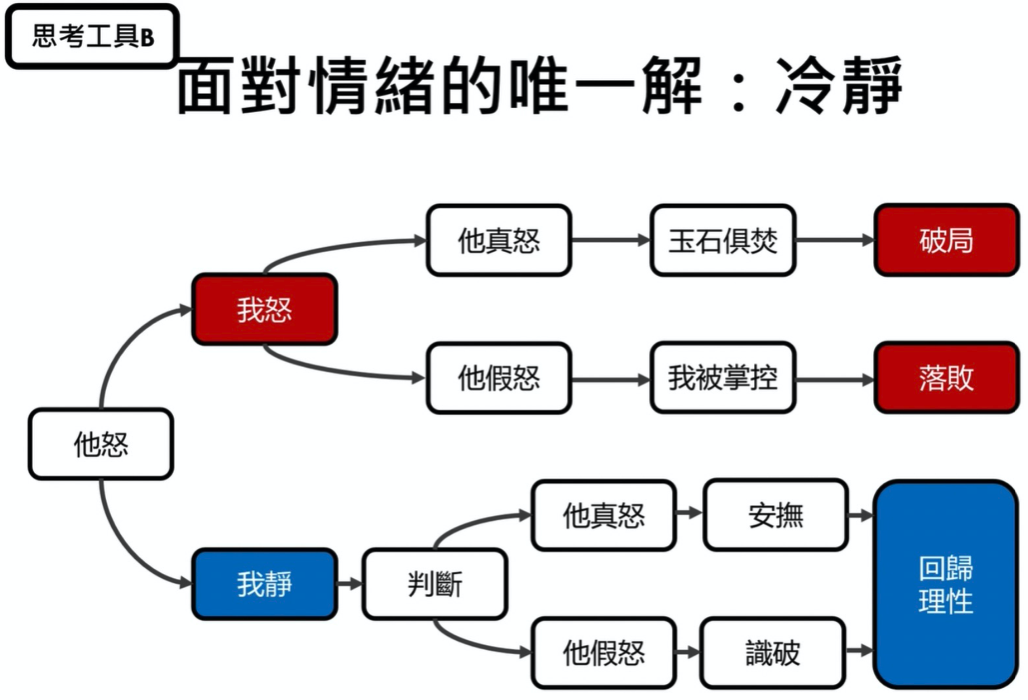 思考工具B
面對情緒的唯一解：冷靜
他真怒
玉石俱焚
破局
我怒
他假怒
我被掌控
落敗
他怒
他真怒
安撫
我靜
判斷
回歸
理性
他假怒
識破